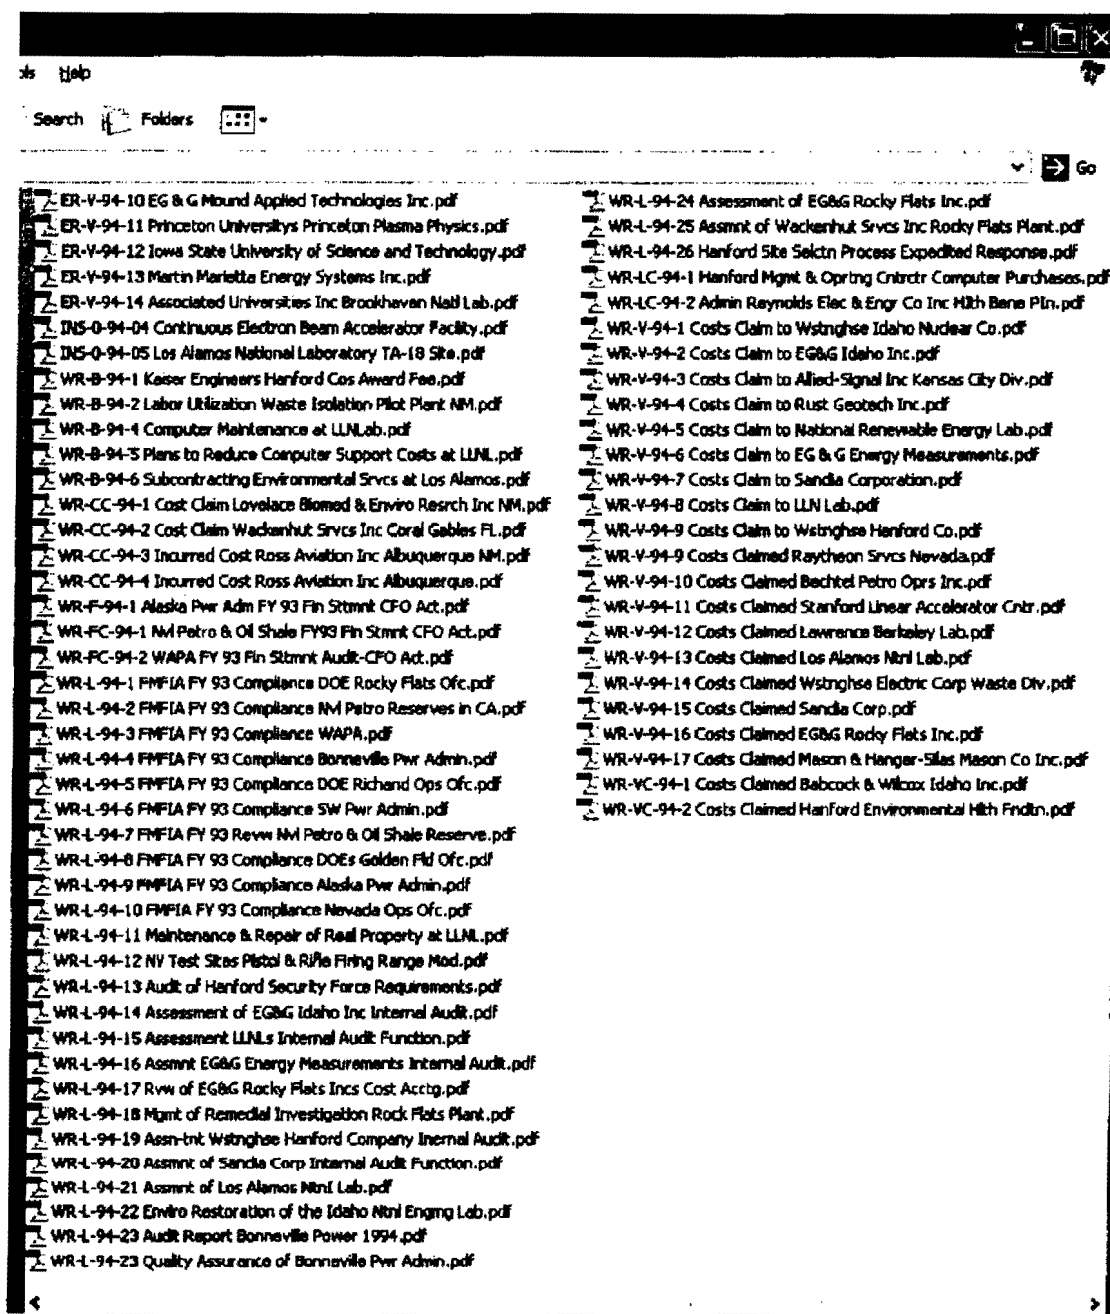 ols Help
Search Folders
Go
ER-V-94-10 EG & G Mound Applied Technologies Inc.pdf
ER-V-94-11 Princeton Universitys Princeton Plasma Physics.pdf
ER-V-94-12 Iowa State University of Science and Technology.pdf
ER-V-94-13 Martin Marietta Energy Systems Inc.pdf
ER-V-94-14 Associated Universities Inc Brookhaven Natl Lab.pdf
INS-O-94-04 Continuous Electron Beam Accelerator Facility.pdf
INS-O-94-05 Los Alamos National Laboratory TA-18 Site.pdf
WR-B-94-1 Kaiser Engineers Hanford Cos Award Fee.pdf
WR-B-94-2 Labor Utilization Waste Isolation Pilot Plant NM.pdf
WR-B-94-4 Computer Maintenance at LLNLab.pdf
WR-B-94-5 Plans to Reduce Computer Support Costs at LLNL.pdf
WR-B-94-6 Subcontracting Environmental Srvcs at Los Alamos.pdf
WR-CC-94-1 Cost Claim Lovelace Biomed & Enviro Resrch Inc NM.pdf
WR-CC-94-2 Cost Claim Wackenhut Srvcs Inc Coral Gables FL.pdf
WR-CC-94-3 Incurred Cost Ross Aviation Inc Albuquerque NM.pdf
WR-CC-94-4 Incurred Cost Ross Aviation Inc Albuquerque.pdf
WR-F-94-1 Alaska Pwr Adm FY 93 Fin Sttmnt CFO Act.pdf
WR-FC-94-1 Nvl Petro & Oil Shale FY93 Fin Stmnt CFO Act.pdf
WR-FC-94-2 WAPA FY 93 Fin Sttmnt Audit-CFO Act.pdf
WR-L-94-1 FMFIA FY 93 Compliance DOE Rocky Flats Ofc.pdf
WR-L-94-2 FMFIA FY 93 Compliance Nvl Petro Reserves in CA.pdf
WR-L-94-3 FMFIA FY 93 Compliance WAPA.pdf
WR-L-94-4 FMFIA FY 93 Compliance Bonneville Pwr Admin.pdf
WR-L-94-5 FMFIA FY 93 Compliance DOE Richand Ops Ofc.pdf
WR-L-94-6 FMFIA FY 93 Compliance SW Pwr Admin.pdf
WR-L-94-7 FMFIA FY 93 Revw Nvl Petro & Oil Shale Reserve.pdf
WR-L-94-8 FMFIA FY 93 Compliance DOEs Golden Fld Ofc.pdf
WR-L-94-9 FMFIA FY 93 Compliance Alaska Pwr Admin.pdf
WR-L-94-10 FMFIA FY 93 Compliance Nevada Ops Ofc.pdf
WR-L-94-11 Maintenance & Repair of Real Property at LLNL.pdf
WR-L-94-12 NV Test Sites Pistol & Rifle Firing Range Mod.pdf
WR-L-94-13 Audit of Hanford Security Force Requirements.pdf
WR-L-94-14 Assessment of EG&G Idaho Inc Internal Audit.pdf
WR-L-94-15 Assessment LLNLs Internal Audit Function.pdf
WR-L-94-16 Assmnt EG&G Energy Measurements Internal Audit.pdf
WR-L-94-17 Rvw of EG&G Rocky Flats Incs Cost Acctg.pdf
WR-L-94-18 Mgmt of Remedial Investigation Rock Flats Plant.pdf
WR-L-94-19 Assn-tnt Wstnghse Hanford Company Inernal Audit.pdf
WR-L-94-20 Assmnt of Sandia Corp Internal Audit Function.pdf
WR-L-94-21 Assmnt of Los Alamos Ntnl Lab.pdf
WR-L-94-22 Enviro Restoration of the Idaho Ntnl Engrng Lab.pdf
WR-L-94-23 Audit Report Bonneville Power 1994.pdf
WR-L-94-23 Quality Assurance of Bonneville Pwr Admin.pdf
WR-L-94-24 Assessment of EG&G Rocky Flats Inc.pdf
WR-L-94-25 Assmnt of Wackenhut Srvcs Inc Rocky Flats Plant.pdf
WR-L-94-26 Hanford Site Selctn Process Expedited Response.pdf
WR-LC-94-1 Hanford Mgmt & Oprtng Cntrctr Computer Purchases.pdf
WR-LC-94-2 Admin Reynolds Elec & Engr Co Inc Hlth Bene Pln.pdf
WR-V-94-1 Costs Claim to Wstnghse Idaho Nuclear Co.pdf
WR-V-94-2 Costs Claim to EG&G Idaho Inc.pdf
WR-V-94-3 Costs Claim to Allied-Signal Inc Kansas City Div.pdf
WR-V-94-4 Costs Claim to Rust Geotech Inc.pdf
WR-V-94-5 Costs Claim to National Renewable Energy Lab.pdf
WR-V-94-6 Costs Claim to EG & G Energy Measurements.pdf
WR-V-94-7 Costs Claim to Sandia Corporation.pdf
WR-V-94-8 Costs Claim to LLN Lab.pdf
WR-V-94-9 Costs Claim to Wstnghse Hanford Co.pdf
WR-V-94-9 Costs Claimed Raytheon Srvcs Nevada.pdf
WR-V-94-10 Costs Claimed Bechtel Petro Oprs Inc.pdf
WR-V-94-11 Costs Claimed Stanford Linear Accelerator Cntr.pdf
WR-V-94-12 Costs Claimed Lawrence Berkeley Lab.pdf
WR-V-94-13 Costs Claimed Los Alamos Ntnl Lab.pdf
WR-V-94-14 Costs Claimed Wstnghse Electric Corp Waste Div.pdf
WR-V-94-15 Costs Claimed Sandia Corp.pdf
WR-V-94-16 Costs Claimed EG&G Rocky Flats Inc.pdf
WR-V-94-17 Costs Claimed Mason & Hanger-Silas Mason Co Inc.pdf
WR-VC-94-1 Costs Claimed Babcock & Wilcox Idaho Inc.pdf
WR-VC-94-2 Costs Claimed Hanford Environmental Hlth Fndtn.pdf